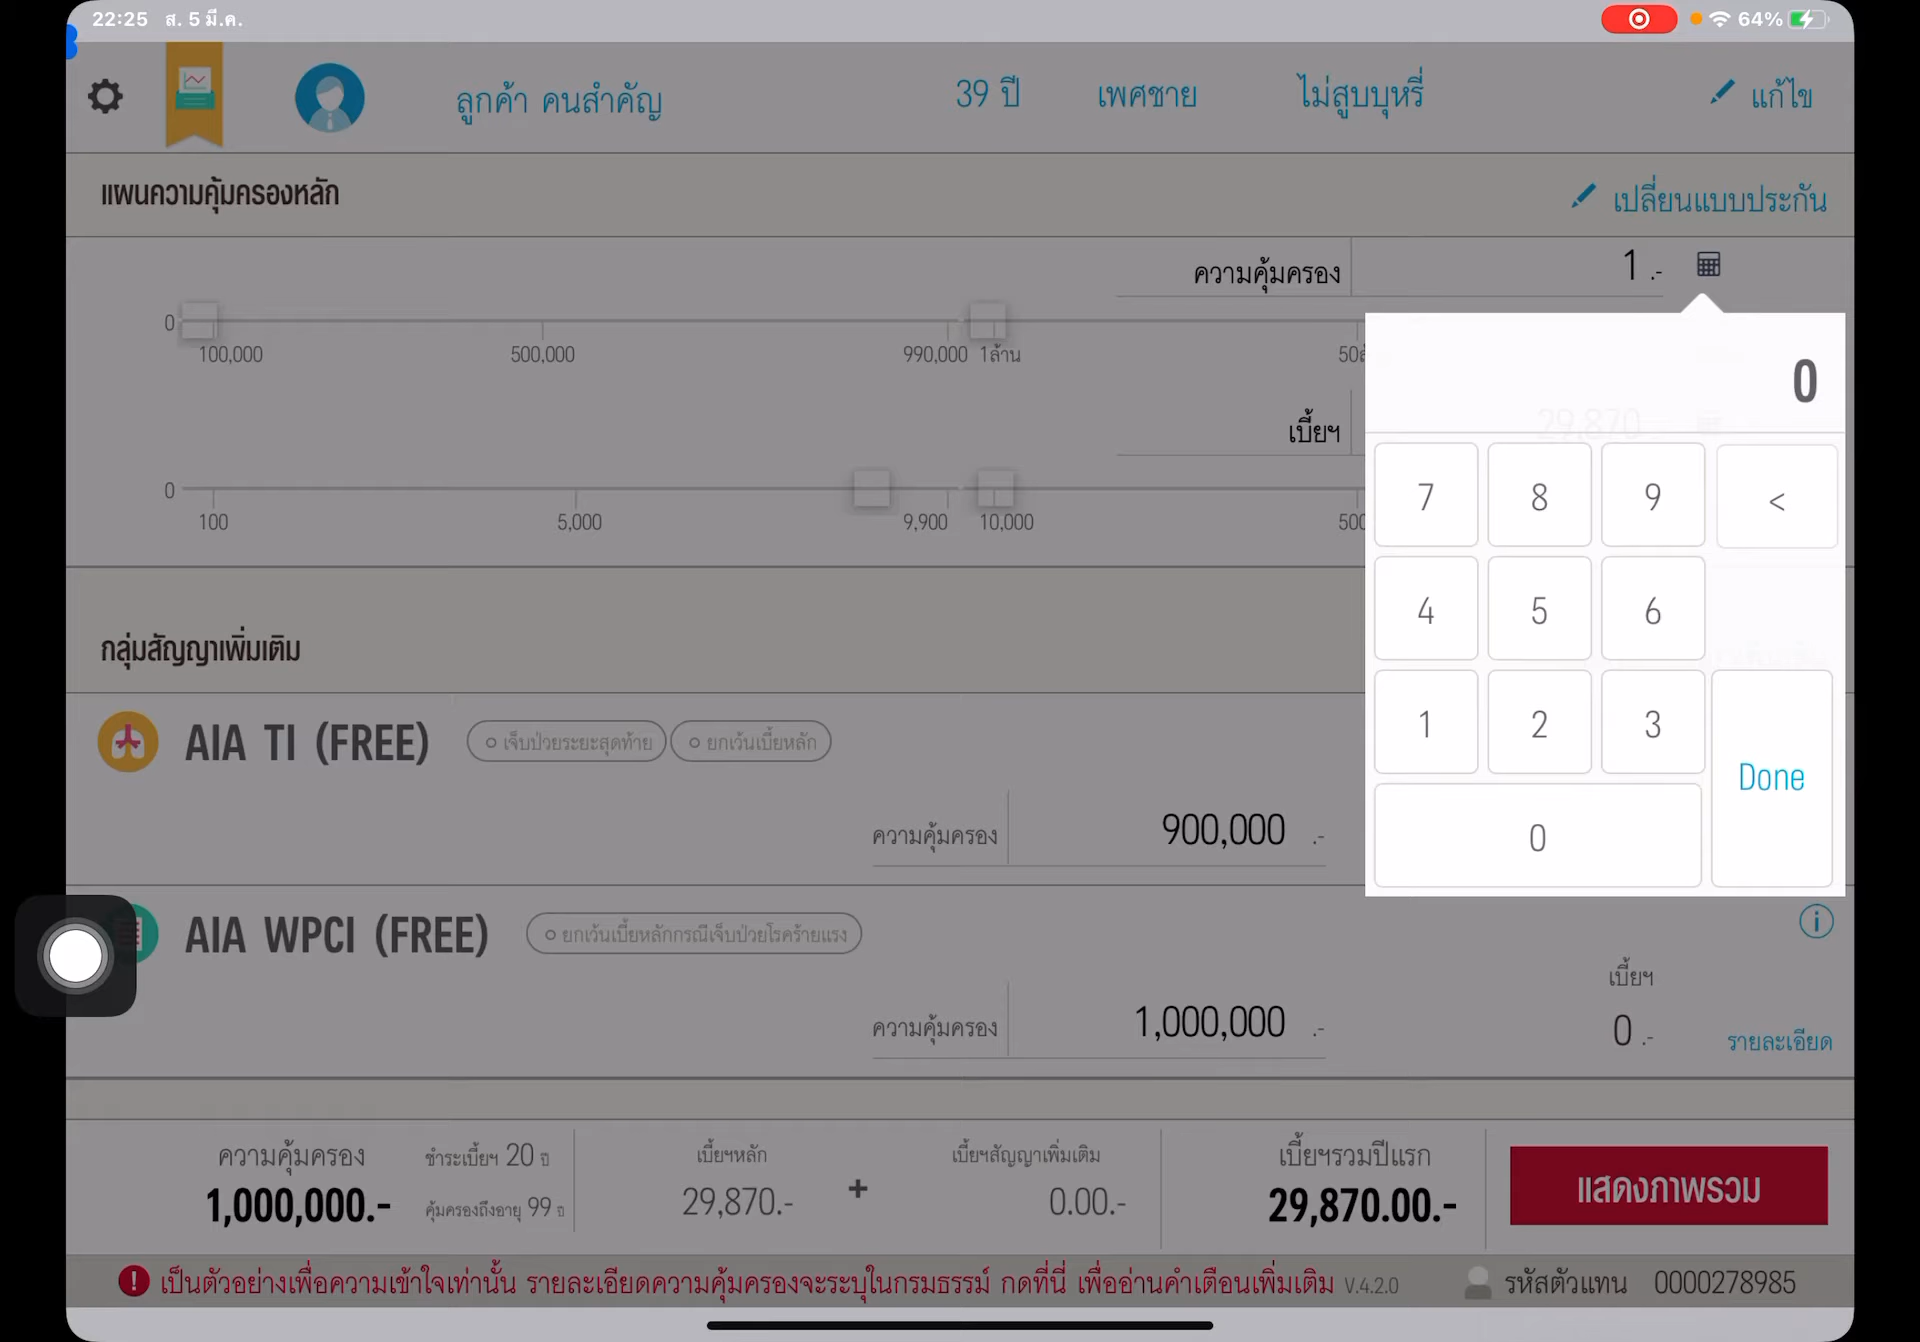 22:25 ส. 5 มี.ค. 64%
ลูกค้า คนสำคัญ 39 ปี เพศชาย ไม่สูบบุหรี่ แก้ไข
แผนความคุ้มครองหลัก เปลี่ยนแบบประกัน
ความคุ้มครอง 1 .-
0
100,000 500,000 990,000 1ล้าน
0
เบี้ยฯ 29,870
0
100 5,000 9,900 10,000
7 8 9 <
4 5 6
1 2 3
Done
0
กลุ่มสัญญาเพิ่มเติม
AIA TI (FREE) เจ็บป่วยระยะสุดท้าย ยกเว้นเบี้ยหลัก
ความคุ้มครอง 900,000 .-
AIA WPCI (FREE) ยกเว้นเบี้ยหลักกรณีเจ็บป่วยโรคร้ายแรง
เบี้ยฯ
ความคุ้มครอง 1,000,000 .- 0 .- รายละเอียด
ความคุ้มครอง ชำระเบี้ยฯ 20 ปี เบี้ยฯหลัก เบี้ยฯสัญญาเพิ่มเติม เบี้ยฯรวมปีแรก
1,000,000.- คุ้มครองถึงอายุ 99 ปี 29,870.- + 0.00.- 29,870.00.- แสดงภาพรวม
เป็นตัวอย่างเพื่อความเข้าใจเท่านั้น รายละเอียดความคุ้มครองจะระบุในกรมธรรม์ กดที่นี่ เพื่ออ่านคำเตือนเพิ่มเติม V.4.2.0 รหัสตัวแทน 0000278985